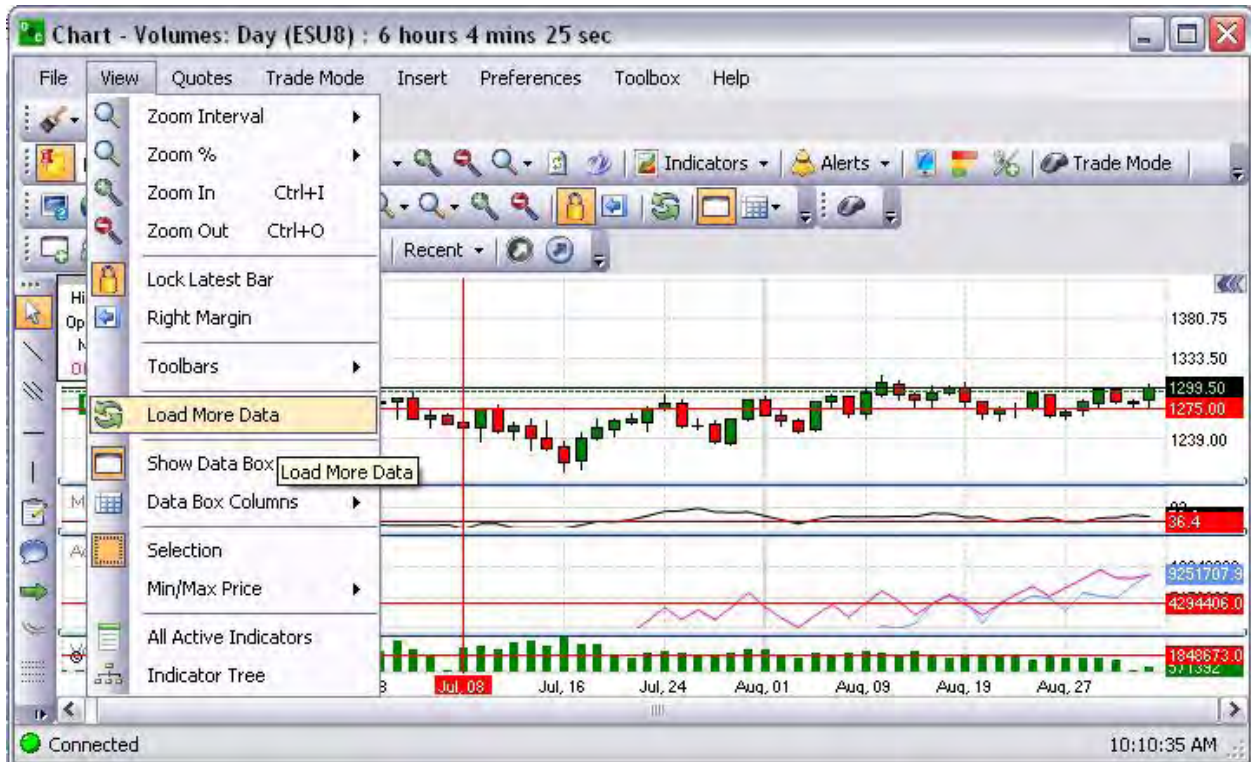 Chart - Volumes: Day (ESU8) : 6 hours 4 mins 25 sec
File View Quotes Trade Mode Insert Preferences Toolbox Help
Zoom Interval
Zoom %
Indicators Alerts Trade Mode
Zoom In Ctrl+I
Zoom Out Ctrl+O
Recent
Lock Latest Bar
Hi
Op
Right Margin
1380.75
Toolbars
1333.50
1299.50
Load More Data
1275.00
1239.00
Show Data Box
Load More Data
M
Data Box Columns
36.4
Selection
9251707.9
Min/Max Price
4294406.0
All Active Indicators
1848673.0
571392
Indicator Tree
Jul, 08 Jul, 16 Jul, 24 Aug, 01 Aug, 09 Aug, 19 Aug, 27
Connected 10:10:35 AM